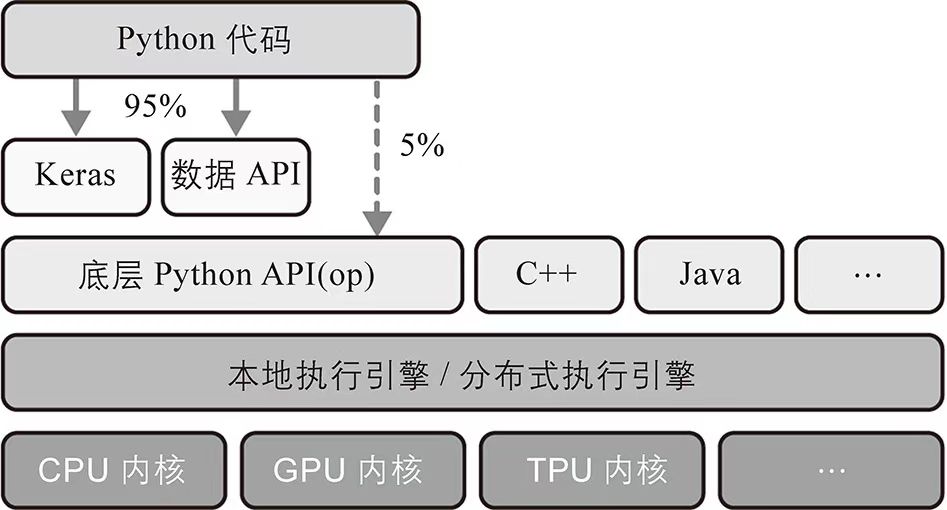 Python 代码
95%
5%
Keras
数据 API
底层 Python API(op)
C++
Java
…
本地执行引擎 / 分布式执行引擎
CPU 内核
GPU 内核
TPU 内核
…